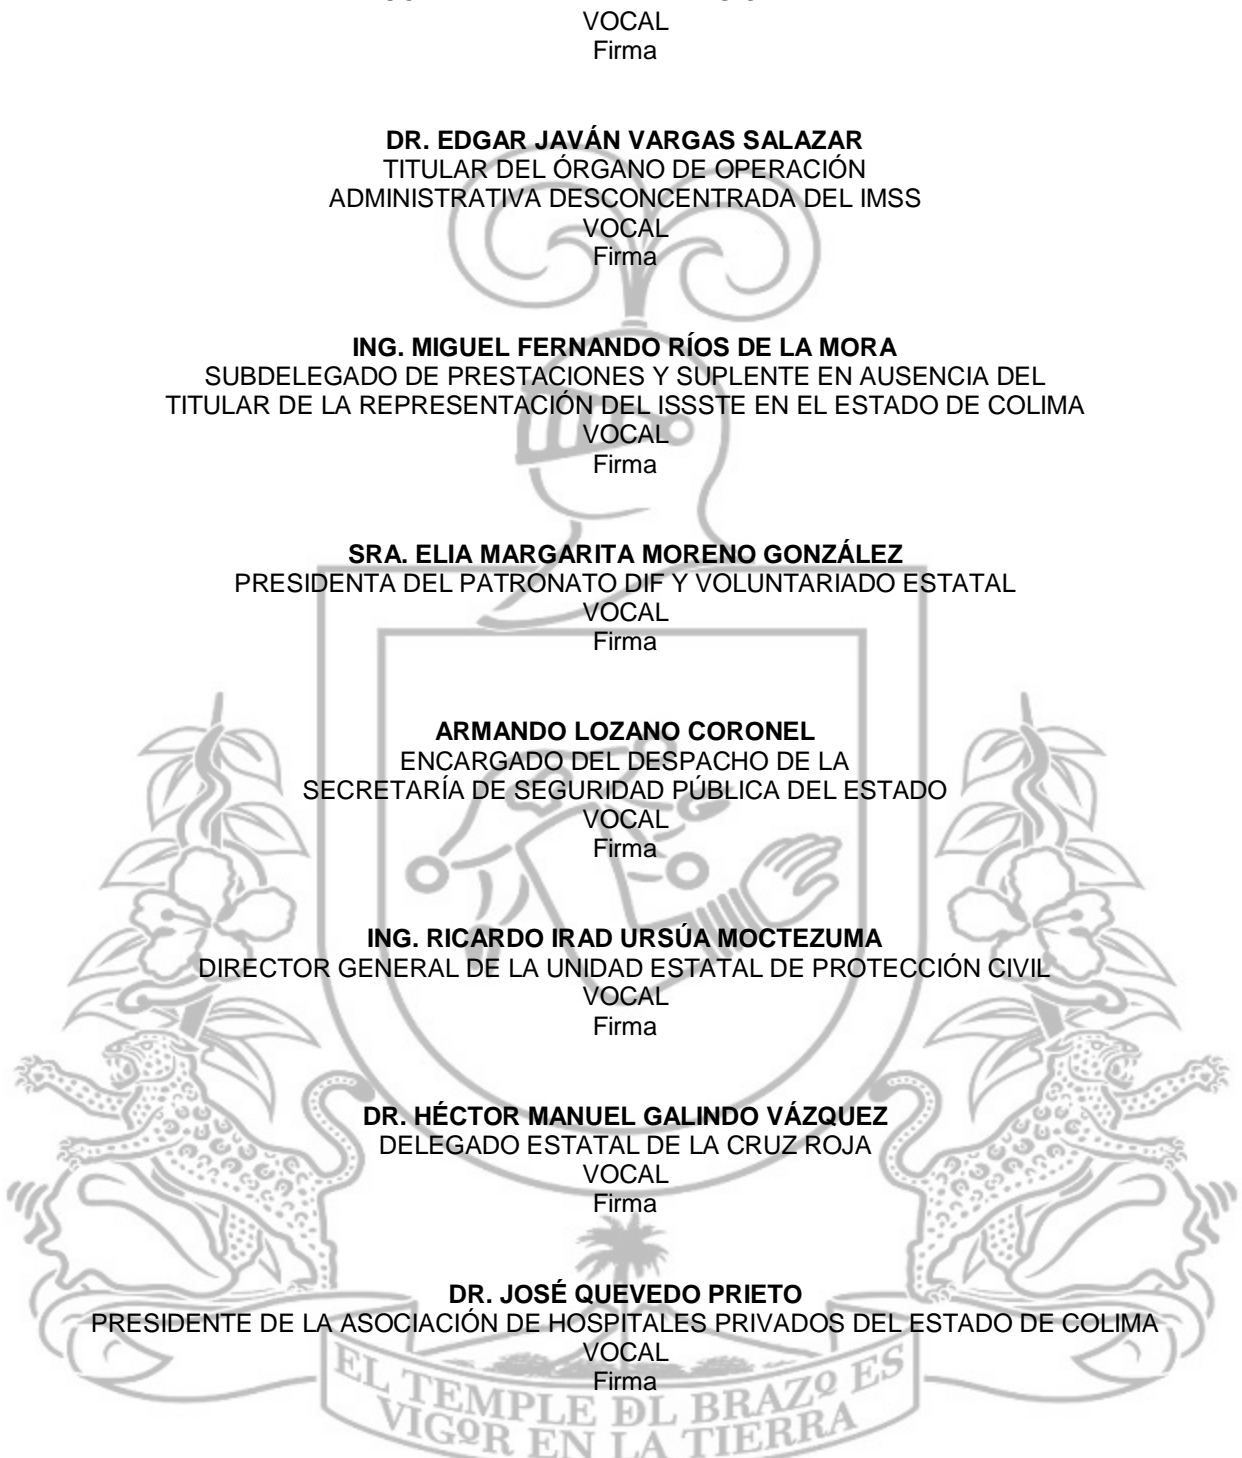 VOCAL
Firma
DR. EDGAR JAVÁN VARGAS SALAZAR
TITULAR DEL ÓRGANO DE OPERACIÓN
ADMINISTRATIVA DESCONCENTRADA DEL IMSS
VOCAL
Firma
ING. MIGUEL FERNANDO RÍOS DE LA MORA
SUBDELEGADO DE PRESTACIONES Y SUPLENTE EN AUSENCIA DEL
TITULAR DE LA REPRESENTACIÓN DEL ISSSTE EN EL ESTADO DE COLIMA
VOCAL
Firma
SRA. ELIA MARGARITA MORENO GONZÁLEZ
PRESIDENTA DEL PATRONATO DIF Y VOLUNTARIADO ESTATAL
VOCAL
Firma
ARMANDO LOZANO CORONEL
ENCARGADO DEL DESPACHO DE LA
SECRETARÍA DE SEGURIDAD PÚBLICA DEL ESTADO
VOCAL
Firma
ING. RICARDO IRAD URSÚA MOCTEZUMA
DIRECTOR GENERAL DE LA UNIDAD ESTATAL DE PROTECCIÓN CIVIL
VOCAL
Firma
DR. HÉCTOR MANUEL GALINDO VÁZQUEZ
DELEGADO ESTATAL DE LA CRUZ ROJA
VOCAL
Firma
DR. JOSÉ QUEVEDO PRIETO
PRESIDENTE DE LA ASOCIACIÓN DE HOSPITALES PRIVADOS DEL ESTADO DE COLIMA
VOCAL
Firma
EL TEMPLE DL BRAZO ES
VIGOR EN LA TIERRA